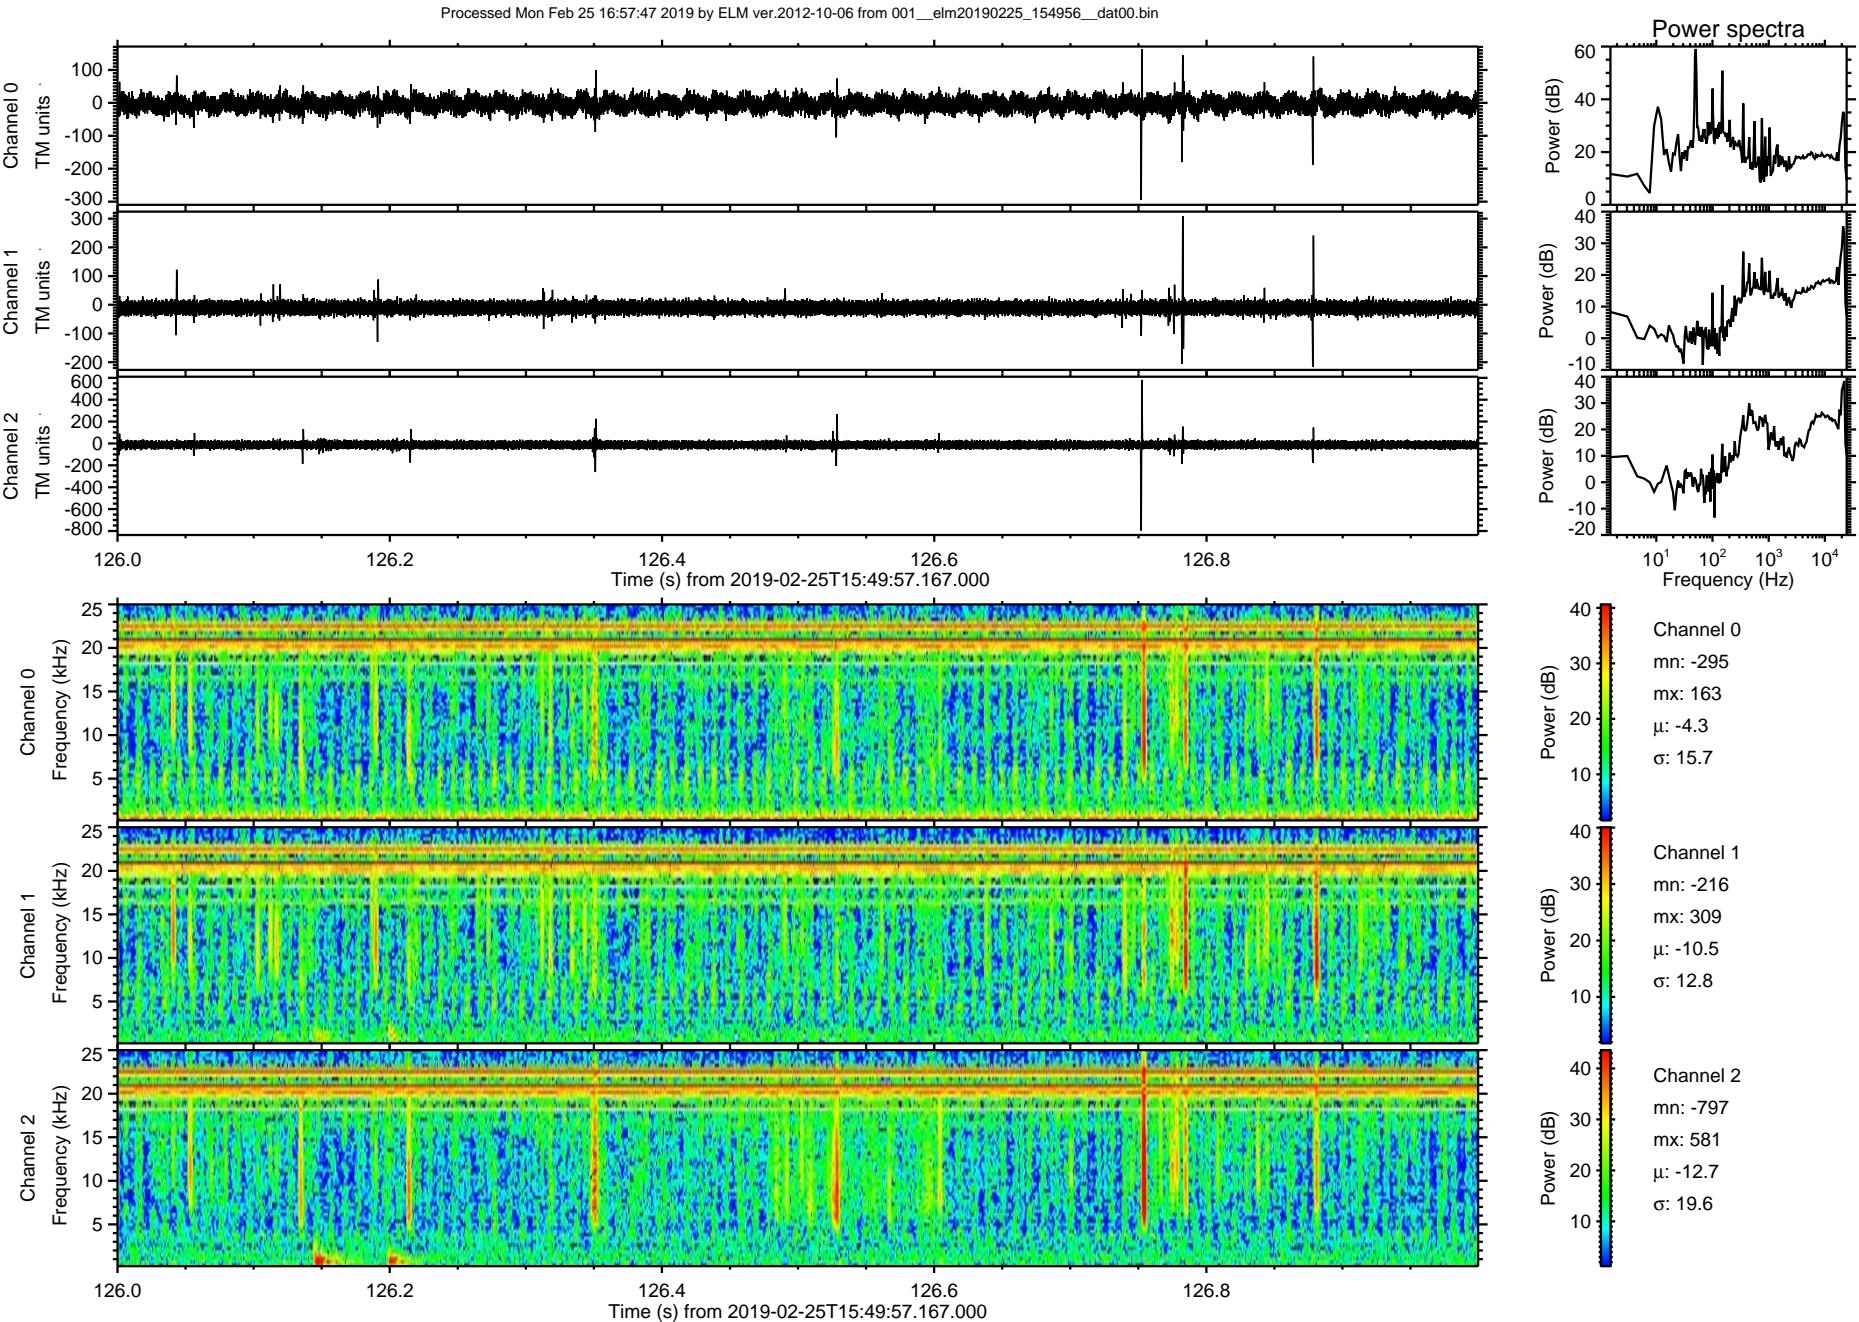 Processed Mon Feb 25 16:57:47 2019 by ELM ver.2012-10-06 from 001__elm20190225_154956__dat00.bin
Power spectra
Channel 0
TM units
100
0
-100
-200
-300
Power (dB)
60
40
20
0
Channel 1
TM units
300
200
100
0
-100
-200
Power (dB)
40
30
20
10
0
-10
Channel 2
TM units
600
400
200
0
-200
-400
-600
-800
Power (dB)
40
30
20
10
0
-10
-20
126.0 126.2 126.4 126.6 126.8
Time (s) from 2019-02-25T15:49:57.167.000
10¹ 10² 10³ 10⁴
Frequency (Hz)
Channel 0
Frequency (kHz)
25
20
15
10
5
Power (dB)
40
30
20
10
Channel 0
mn: -295
mx: 163
μ: -4.3
σ: 15.7
Channel 1
Frequency (kHz)
25
20
15
10
5
Power (dB)
40
30
20
10
Channel 1
mn: -216
mx: 309
μ: -10.5
σ: 12.8
Channel 2
Frequency (kHz)
25
20
15
10
5
Power (dB)
40
30
20
10
Channel 2
mn: -797
mx: 581
μ: -12.7
σ: 19.6
126.0 126.2 126.4 126.6 126.8
Time (s) from 2019-02-25T15:49:57.167.000